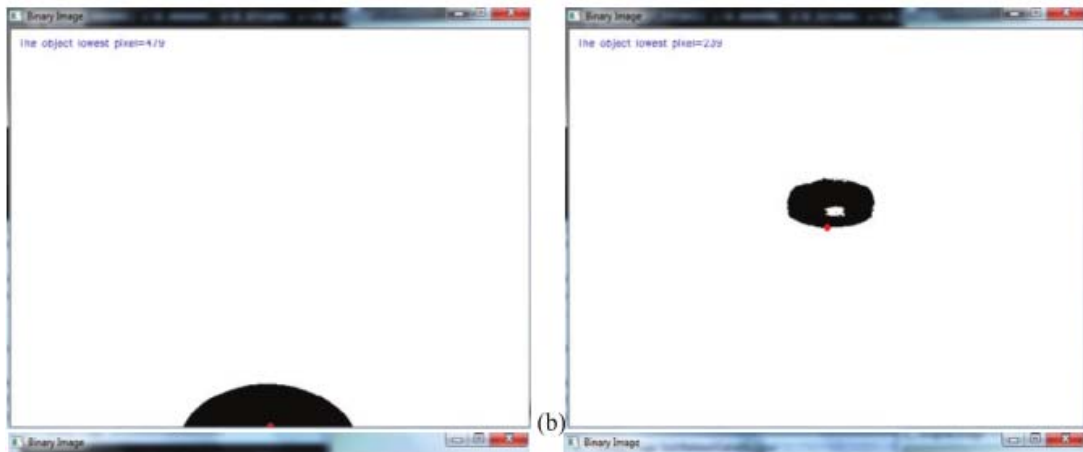 Binary Image
The object lowest pixel=479
Binary Image
The object lowest pixel=239
(b)
Binary Image
Binary Image